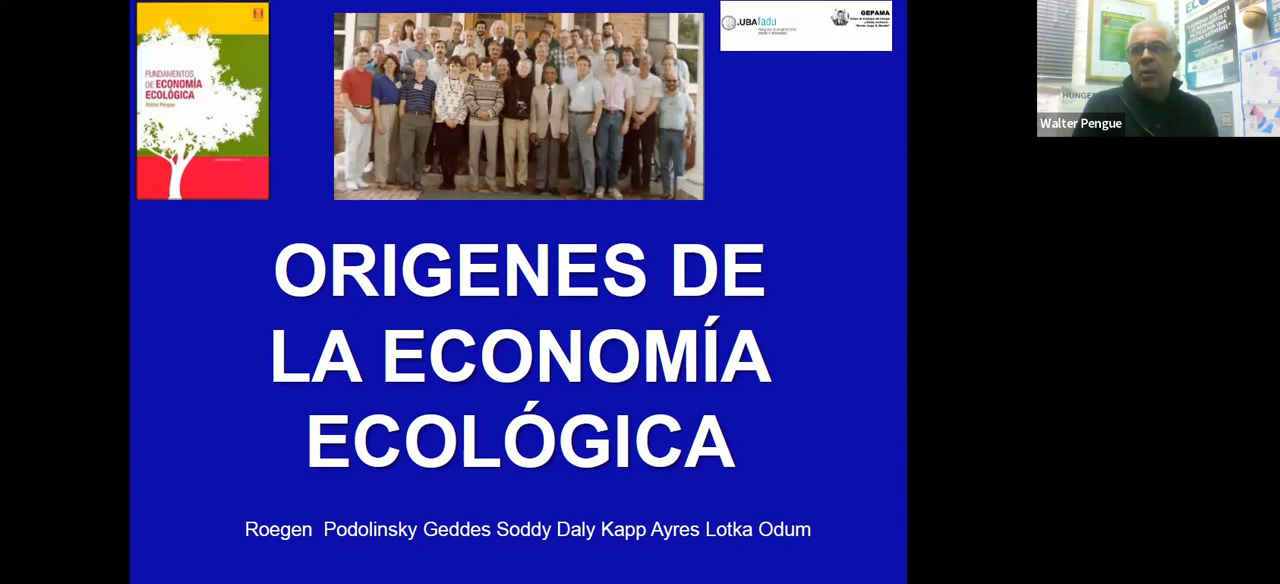 FUNDAMENTOS
DE ECONOMÍA
ECOLÓGICA
Walter Pengue
.UBAfadu
GEPAMA
HUNGER
Walter Pengue
ORIGENES DE
LA ECONOMÍA
ECOLÓGICA
Roegen Podolinsky Geddes Soddy Daly Kapp Ayres Lotka Odum